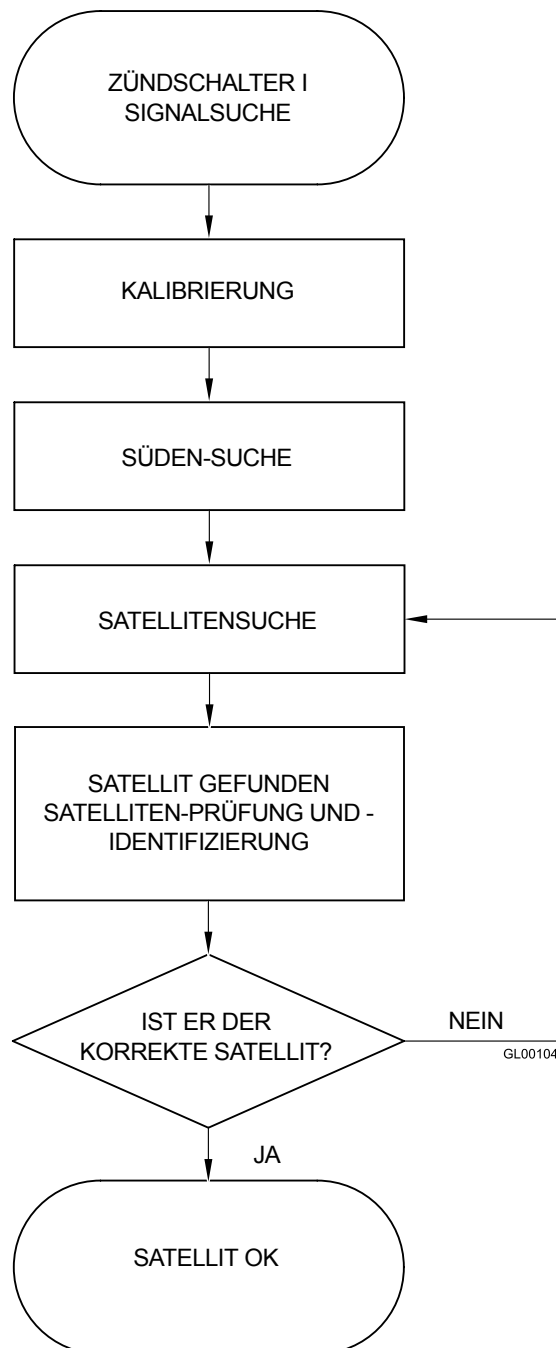 ZÜNDSCHALTER I
SIGNALSUCHE
KALIBRIERUNG
SÜDEN-SUCHE
SATELLITENSUCHE
SATELLIT GEFUNDEN
SATELLITEN-PRÜFUNG UND -
IDENTIFIZIERUNG
IST ER DER
KORREKTE SATELLIT?
NEIN
GL00104
JA
SATELLIT OK